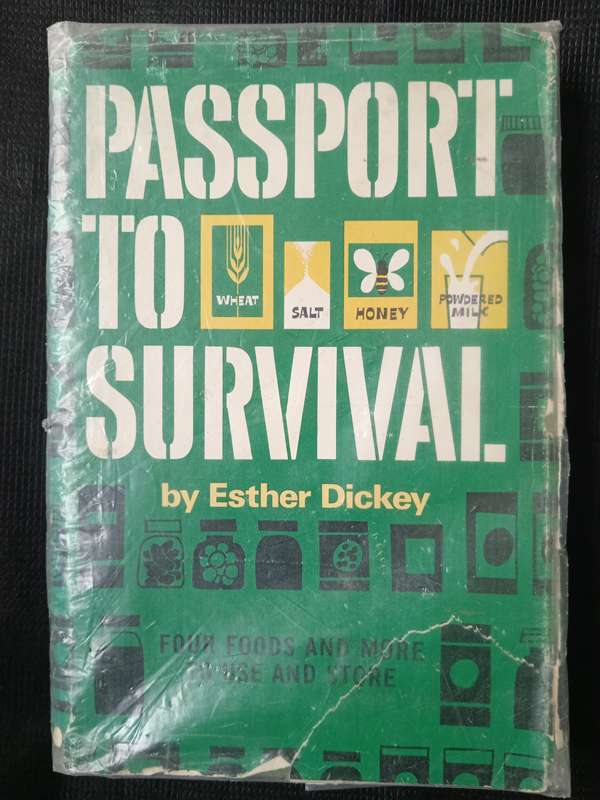 PASSPORT
TO
WHEAT
SALT
HONEY
POWDERED
MILK
SURVIVAL
by Esther Dickey
FOUR FOODS AND MORE
TO USE AND STORE